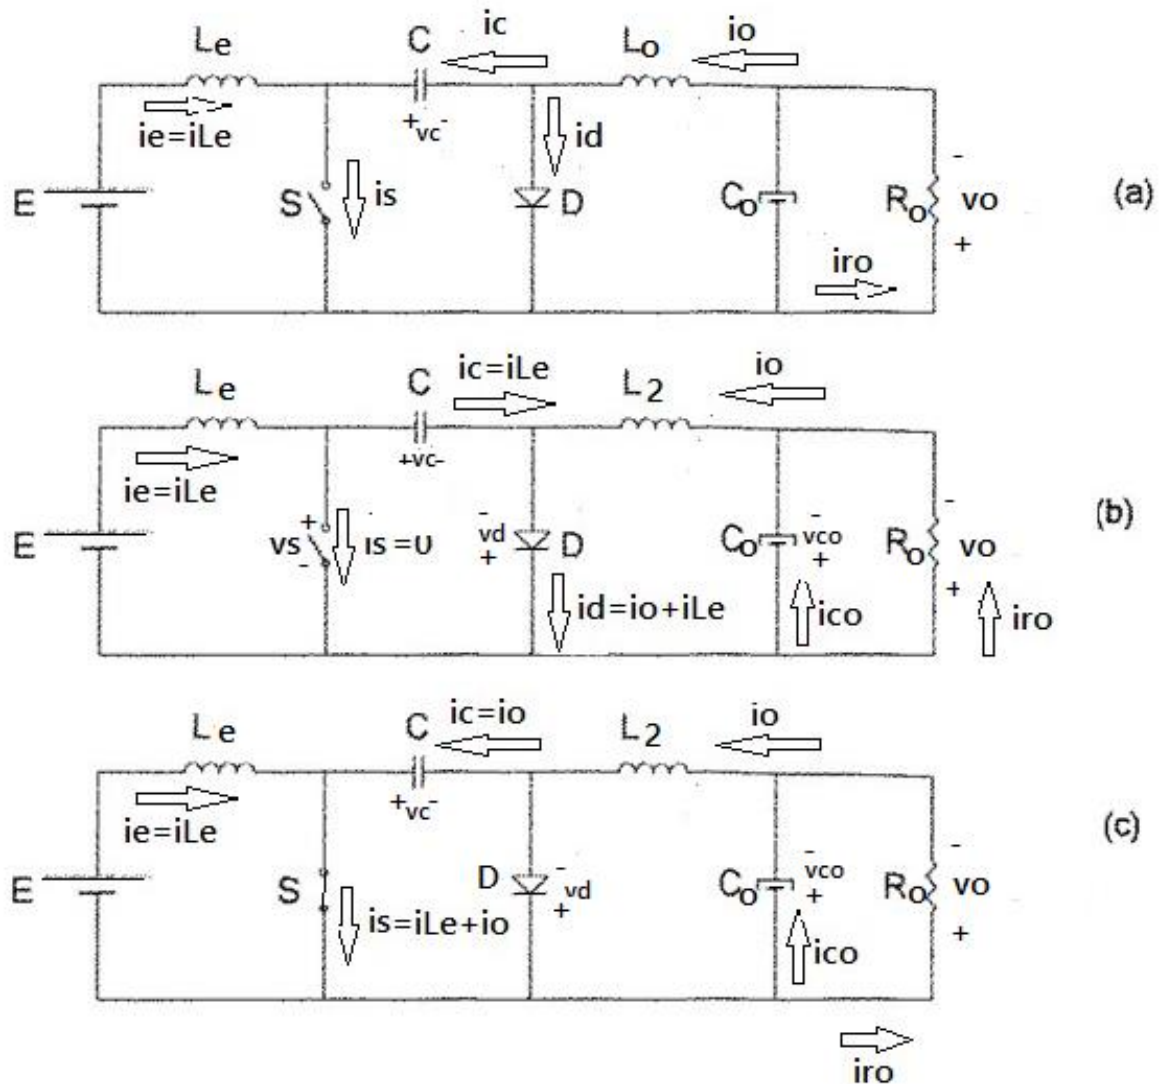 Le C ic Lo io
ie=iLe +vc- id
E S is D Co Ro - vo + (a)
iro
Le C ic=iLe L2 io
ie=iLe +vc-
E vs + - is =0 - vd + D Co - vco + Ro - vo + (b)
id=io+iLe ico iro
Le C ic=io L2 io
ie=iLe +vc-
E S D - vd + Co - vco + Ro - vo + (c)
is=iLe+io ico
iro